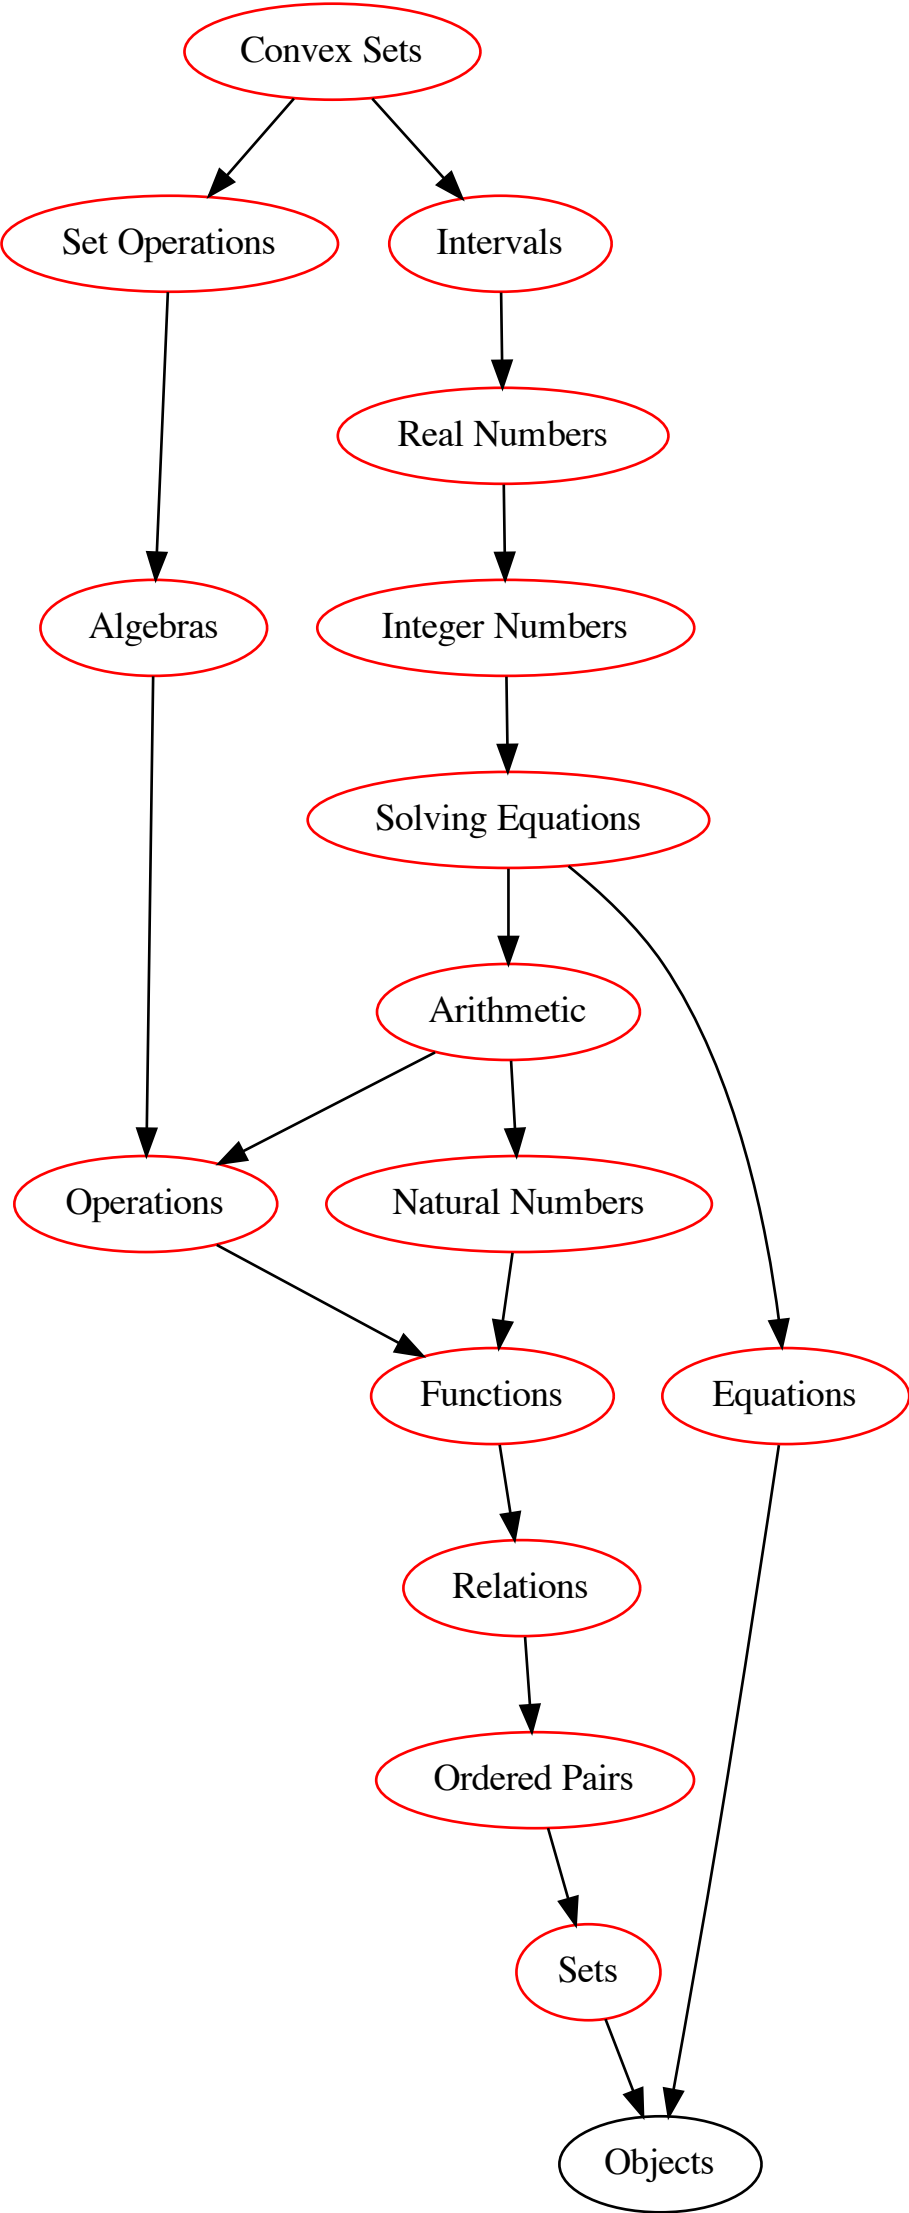 Convex Sets
Set Operations
Intervals
Real Numbers
Algebras
Integer Numbers
Solving Equations
Arithmetic
Operations
Natural Numbers
Functions
Equations
Relations
Ordered Pairs
Sets
Objects